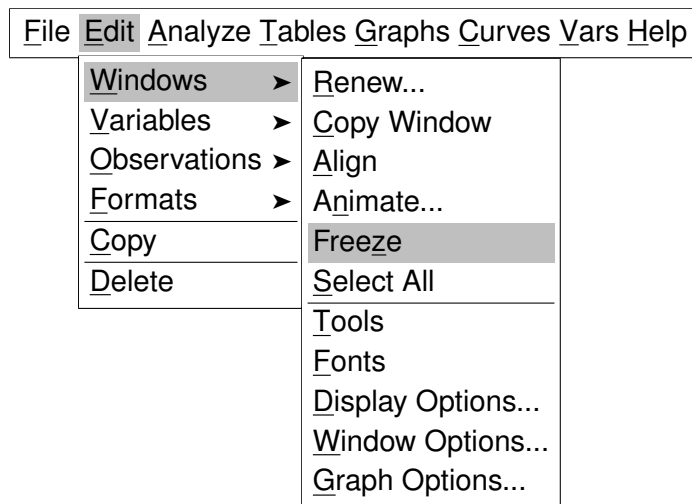 File Edit Analyze Tables Graphs Curves Vars Help
Windows ➤
Variables ➤
Observations ➤
Formats ➤
Copy
Delete
Renew...
Copy Window
Align
Animate...
Freeze
Select All
Tools
Fonts
Display Options...
Window Options...
Graph Options...